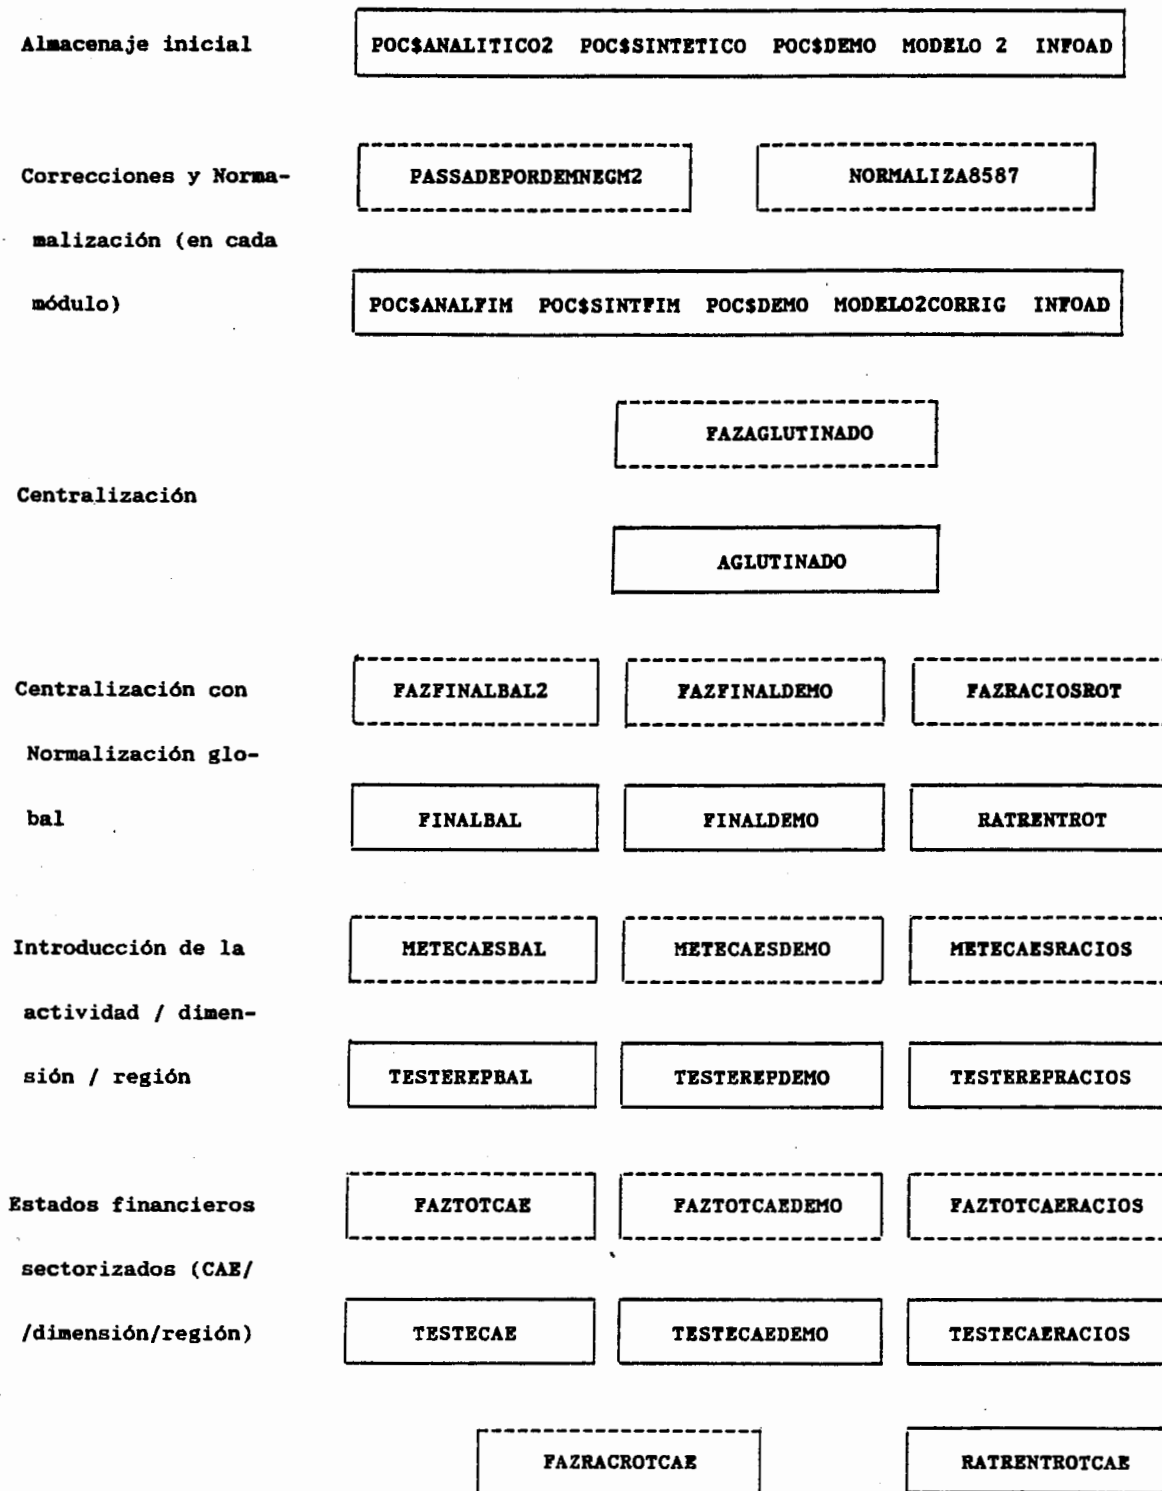 Almacenaje inicial POC$ANALITICO2 POC$SINTETICO POC$DEMO MODELO 2 INFOAD
Correcciones y Norma- PASSADEPORDEMNEGM2 NORMALIZA8587
malización (en cada
módulo) POC$ANALFIM POC$SINTFIM POC$DEMO MODELO2CORRIG INFOAD
FAZAGLUTINADO
Centralización
AGLUTINADO
Centralización con FAZFINALBAL2 FAZFINALDEMO FAZRACIOSROT
Normalización glo-
bal FINALBAL FINALDEMO RATRENTROT
Introducción de la METECAESBAL METECAESDEMO METECAESRACIOS
actividad / dimen-
sión / región TESTEREPBAL TESTEREPDEMO TESTEREPRACIOS
Estados financieros FAZTOTCAE FAZTOTCAEDEMO FAZTOTCAERACIOS
sectorizados (CAE/
/dimensión/región) TESTECAE TESTECAEDEMO TESTECAERACIOS
FAZRACROTCAE RATRENTROTCAE